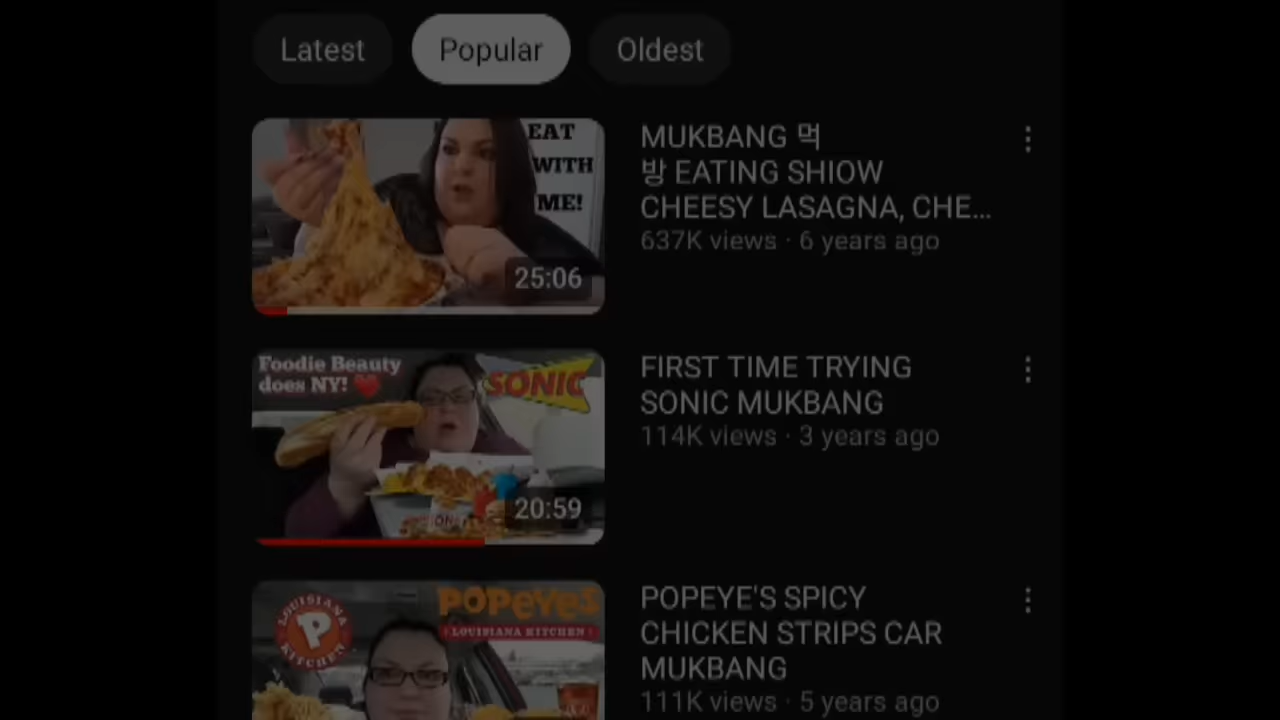 Latest
Popular
Oldest
EAT
WITH
ME!
25:06
MUKBANG 먹
방 EATING SHIOW
CHEESY LASAGNA, CHE...
637K views · 6 years ago
Foodie Beauty
does NY! ❤️
SONIC
20:59
FIRST TIME TRYING
SONIC MUKBANG
114K views · 3 years ago
LOUISIANA
P
KITCHEN
POPEYES
LOUISIANA KITCHEN
POPEYE'S SPICY
CHICKEN STRIPS CAR
MUKBANG
111K views · 5 years ago